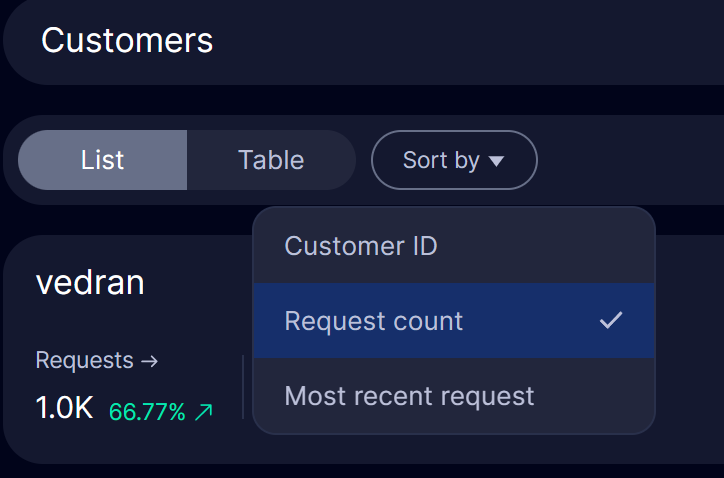 Customers
List Table Sort by ▼
Customer ID
vedran
Request count ✓
Requests →
Most recent request
1.0K 66.77% ↗